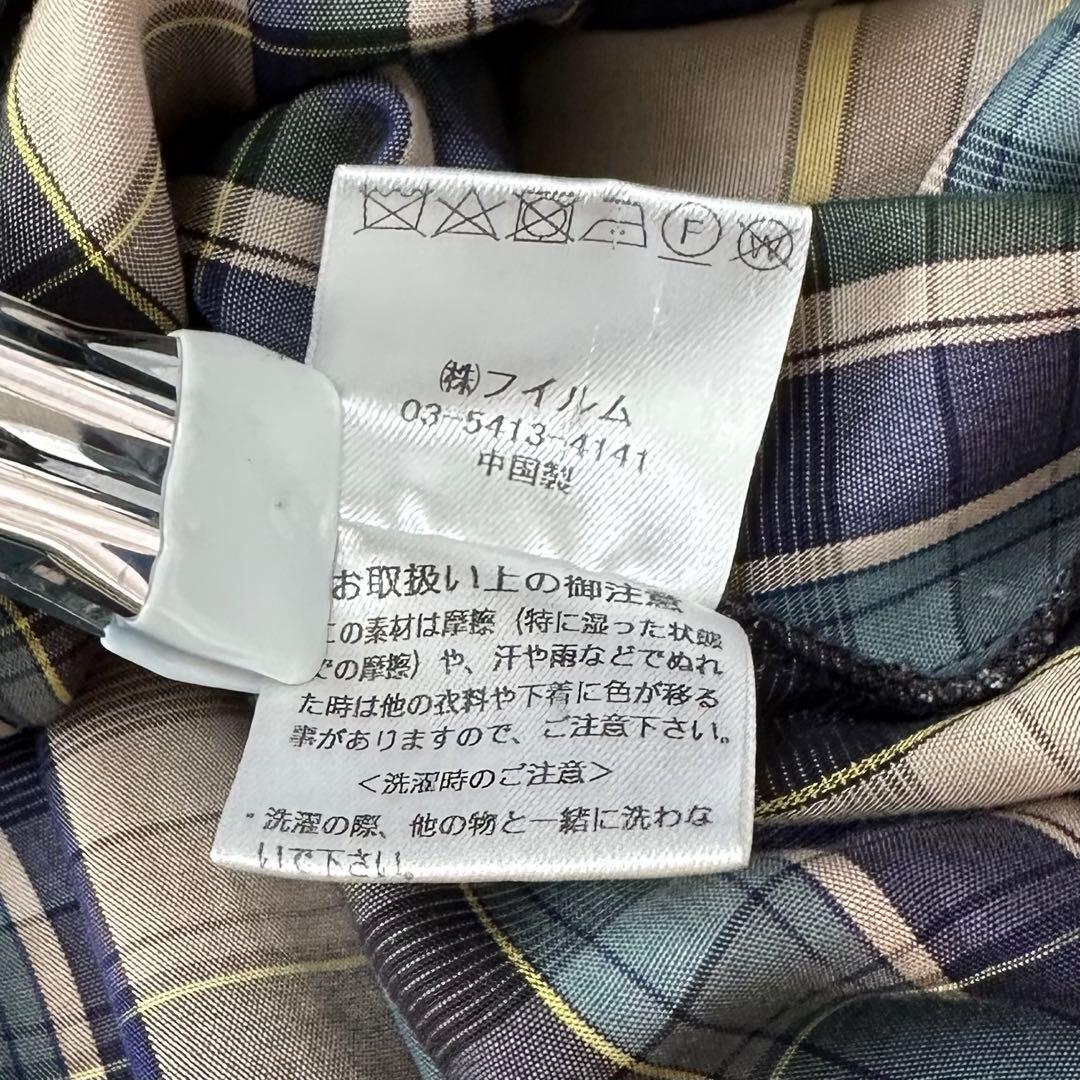 F W
㈱フイルム
03-5413-4141
中国製
お取扱い上の御注意
この素材は摩擦(特に湿った状態
での摩擦)や、汗や雨などでぬれ
た時は他の衣料や下着に色が移る
事がありますので、ご注意下さい。
<洗濯時のご注意>
・洗濯の際、他の物と一緒に洗わな
いで下さい。